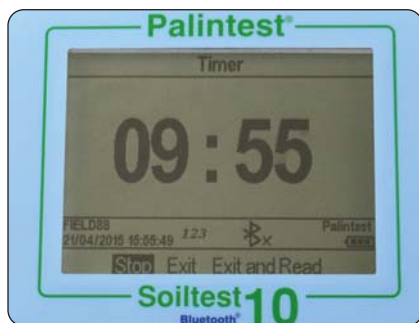 Palintest®
Timer
09 : 55
FIELD88
21/04/2015 15:55:49
123
x
Palintest
Stop Exit Exit and Read
Soiltest 10
Bluetooth®